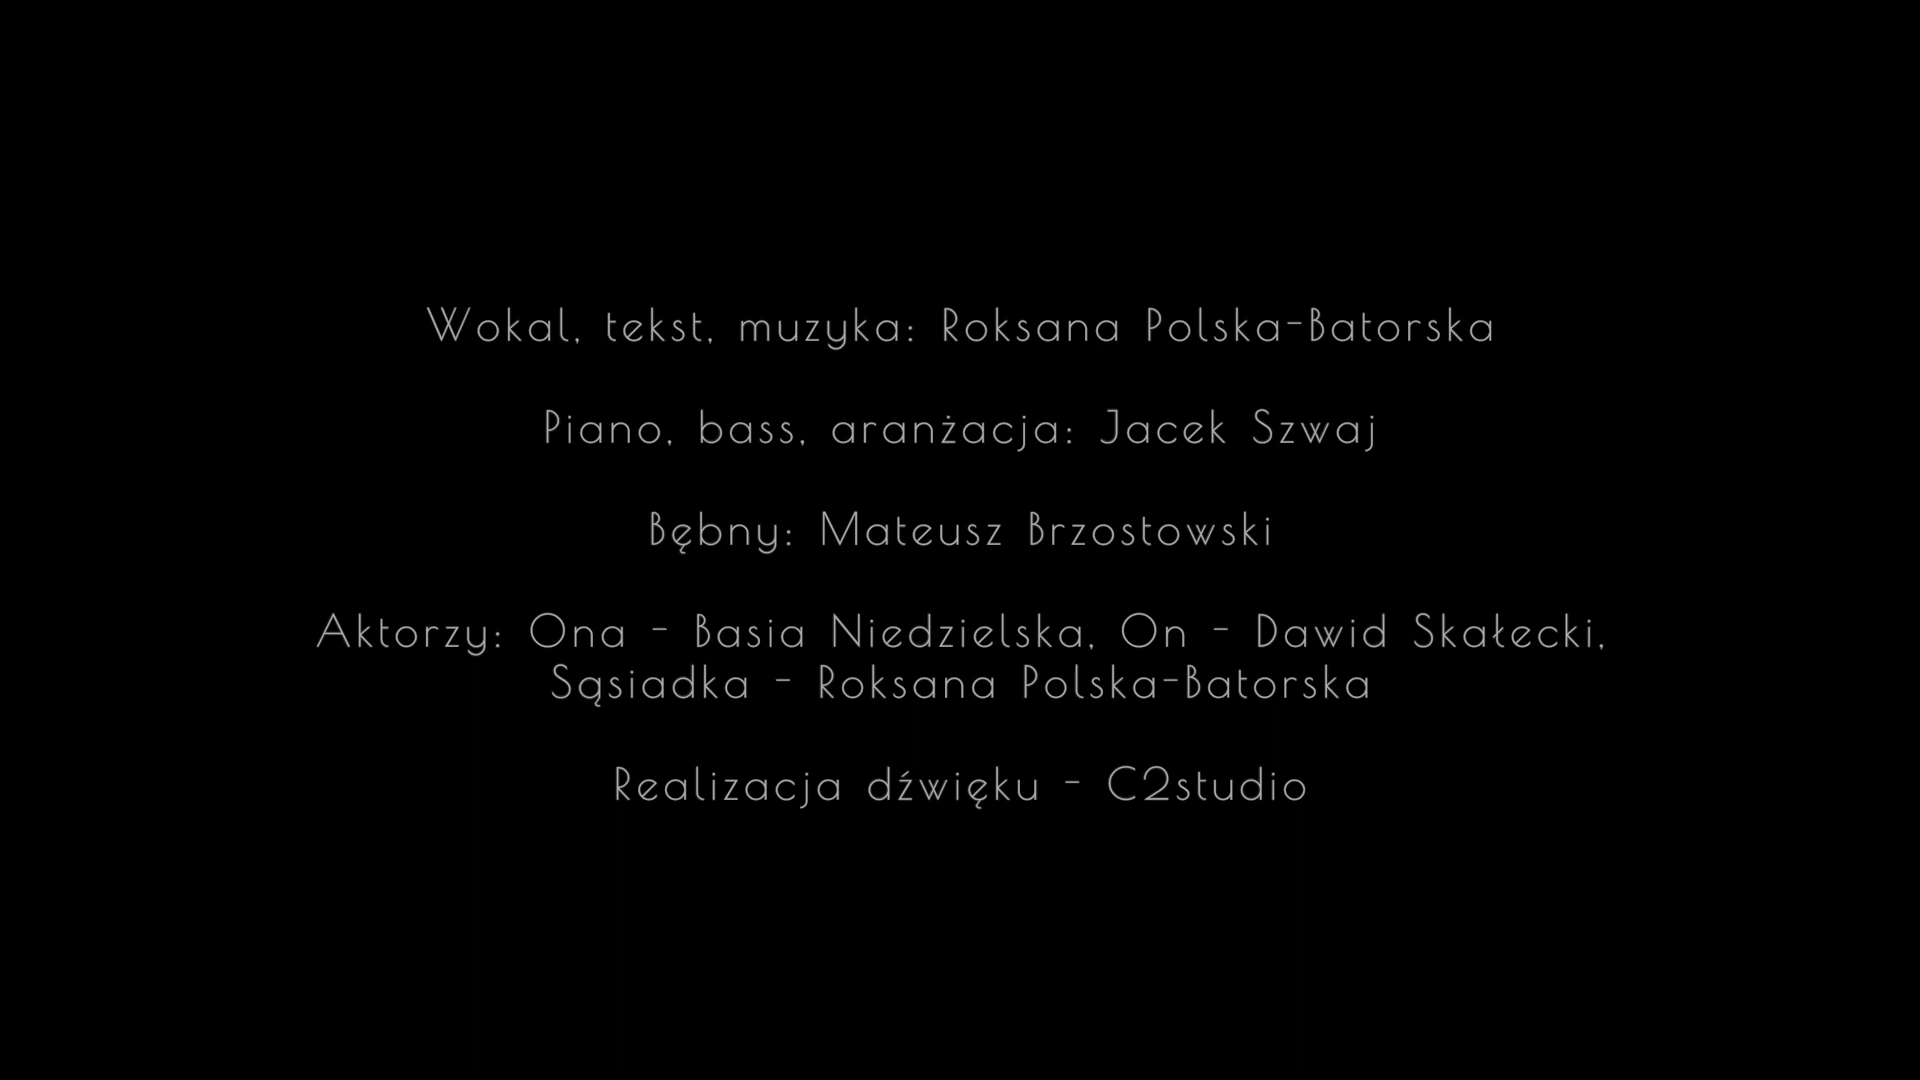 Wokal, tekst, muzyka: Roksana Polska-Batorska
Piano, bass, aranżacja: Jacek Szwaj
Bębny: Mateusz Brzostowski
Aktorzy: Ona - Basia Niedzielska, On - Dawid Skałecki,
Sąsiadka - Roksana Polska-Batorska
Realizacja dźwięku - C2studio